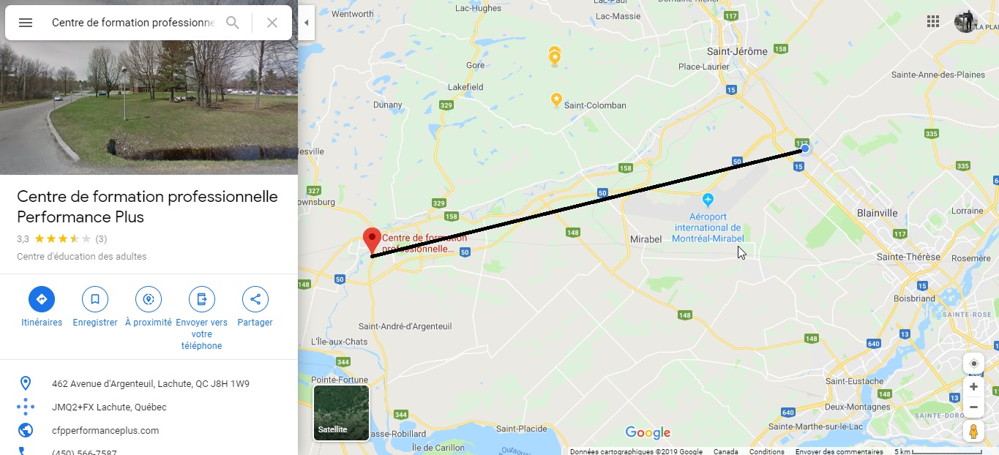 Centre de formation professionne
Centre de formation professionnelle
Performance Plus
3,3
(3)
Centre d'éducation des adultes
Itinéraires
Enregistrer
À proximité
Envoyer vers
votre
téléphone
Partager
462 Avenue d'Argenteuil, Lachute, QC J8H 1W9
JMQ2+FX Lachute, Québec
cfpperformanceplus.com
(450) 566-7587
Wentworth
Lac-Hughes
Lac-Massie
117
Saint-Jérôme
158
LA PLAI
Gore
Place-Laurier
Sainte-Anne-des-Plaines
Lakefield
15
Dunany
329
Saint-Colomban
335
117
esville
50
15
335
158
327
50
ownsburg
329
158
Aéroport
international de
Montréal-Mirabel
Blainville
Lorraine
Centre de formation
professionnelle...
148
Mirabel
117
50
Sainte-Thérèse
Rosemère
148
50
15
Boisbriand
148
SAINTE-ROSE
Saint-André-d'Argenteuil
13
L'Île-aux-Chats
148
640
344
Pointe-Fortune
Saint-Eustache
148
13
Satellite
344
640
Deux-Montagnes
SAINTE-DORO
asse-Robillard
Saint-Placide
Sainte-Marthe-sur-le-Lac
Île de Carillon
Google
Données cartographiques ©2019 Google
Canada
Conditions
Envoyer des commentaires
5 km